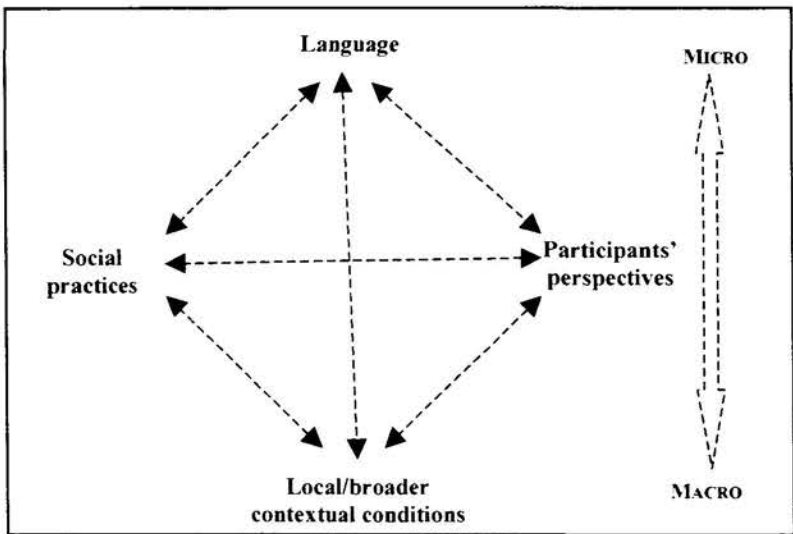 Language
MICRO
Social
practices
Participants’
perspectives
Local/broader
contextual conditions
MACRO